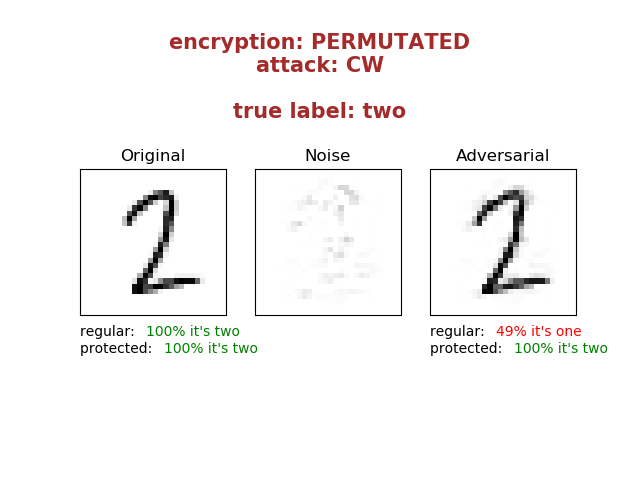 encryption: PERMUTATED
attack: CW
true label: two
Original
Noise
Adversarial
regular: 100% it's two
protected: 100% it's two
regular: 49% it's one
protected: 100% it's two